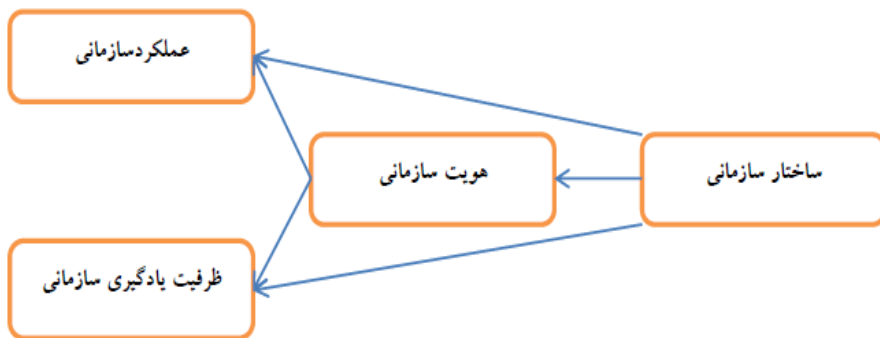 عملکردسازمانی
ساختار سازمانی
هویت سازمانی
ظرفیت یادگیری سازمانی